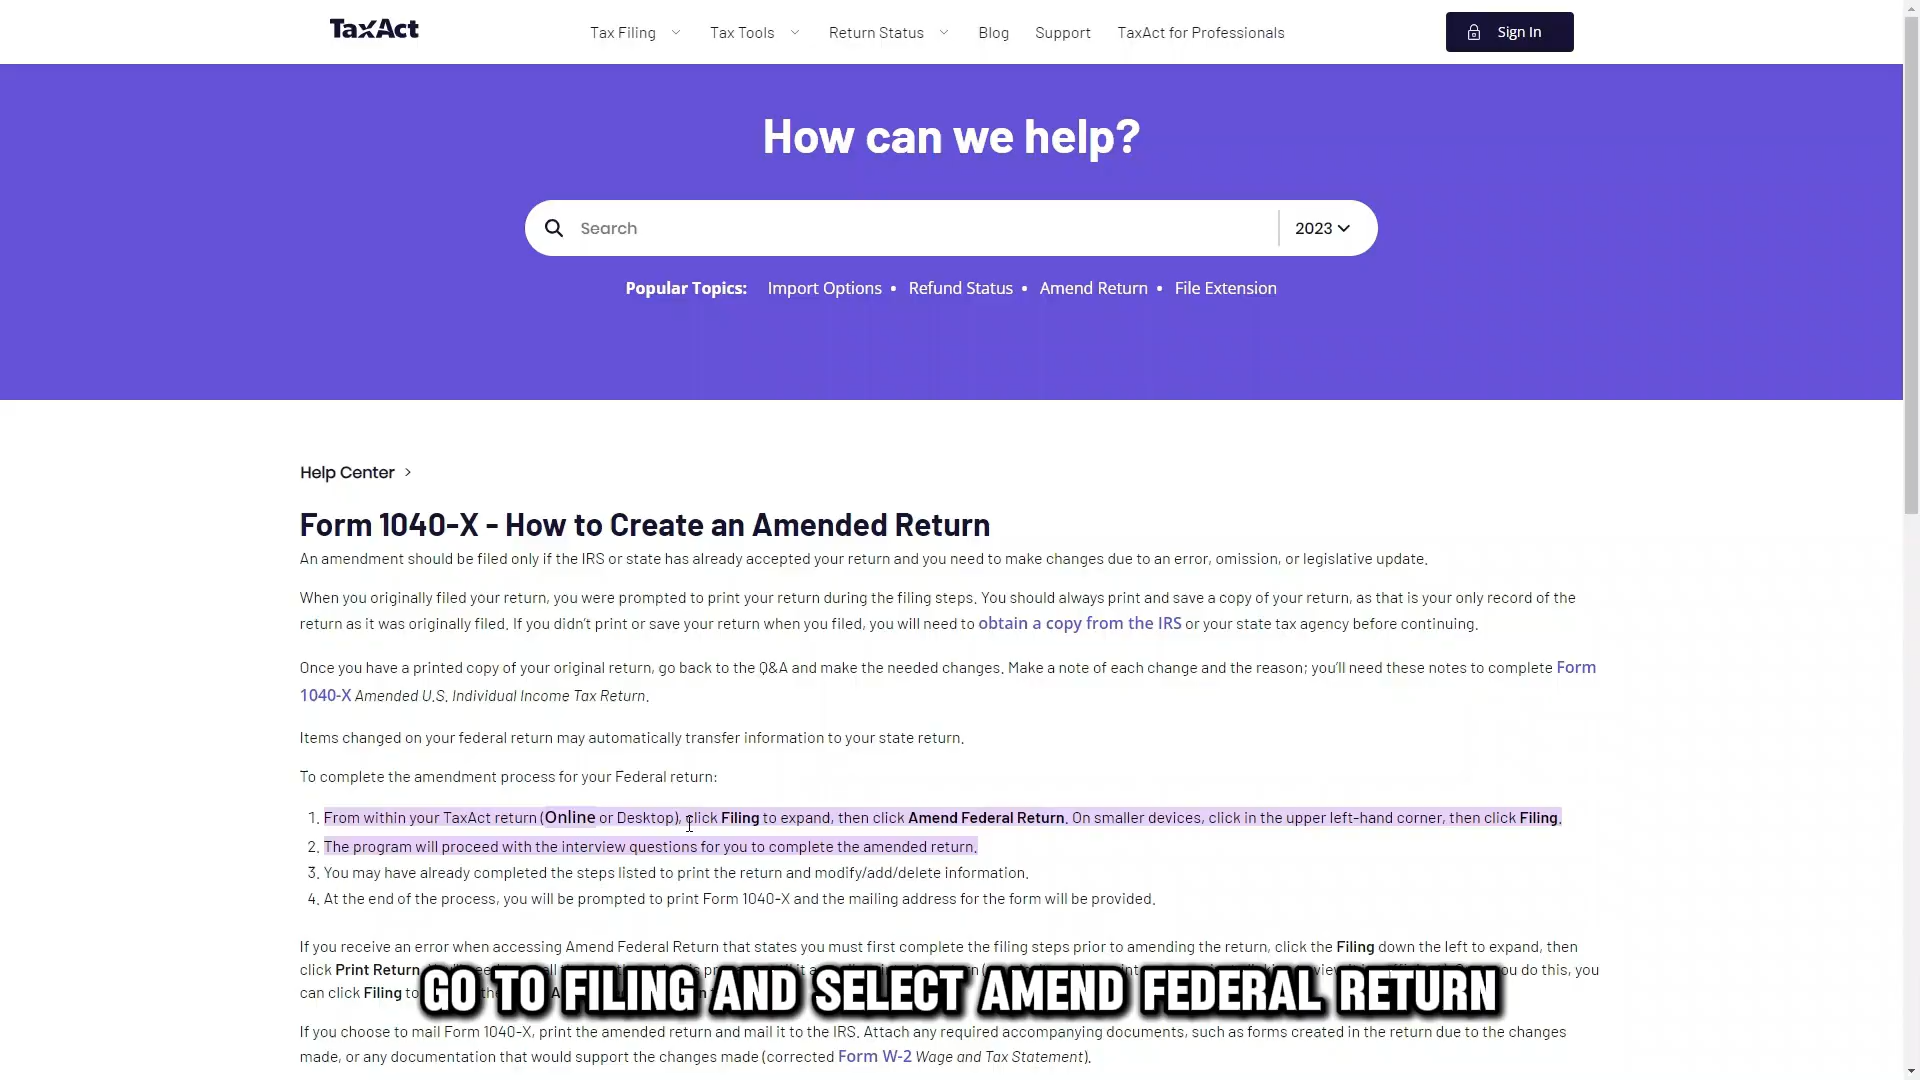 TaxAct
Tax Filing
Tax Tools
Return Status
Blog
Support
TaxAct for Professionals
Sign In
How can we help?
Search
2023
Popular Topics: Import Options • Refund Status • Amend Return • File Extension
Help Center >
Form 1040-X - How to Create an Amended Return
An amendment should be filed only if the IRS or state has already accepted your return and you need to make changes due to an error, omission, or legislative update.
When you originally filed your return, you were prompted to print your return during the filing steps. You should always print and save a copy of your return, as that is your only record of the
return as it was originally filed. If you didn't print or save your return when you filed, you will need to obtain a copy from the IRS or your state tax agency before continuing.
Once you have a printed copy of your original return, go back to the Q&A and make the needed changes. Make a note of each change and the reason; you'll need these notes to complete Form
1040-X Amended U.S. Individual Income Tax Return.
Items changed on your federal return may automatically transfer information to your state return.
To complete the amendment process for your Federal return:
1. From within your TaxAct return (Online or Desktop), click Filing to expand, then click Amend Federal Return. On smaller devices, click in the upper left-hand corner, then click Filing.
2. The program will proceed with the interview questions for you to complete the amended return.
3. You may have already completed the steps listed to print the return and modify/add/delete information.
4. At the end of the process, you will be prompted to print Form 1040-X and the mailing address for the form will be provided.
If you receive an error when accessing Amend Federal Return that states you must first complete the filing steps prior to amending the return, click the Filing down the left to expand, then
click Print Return you do this, you
can click Filing to
GO TO FILING AND SELECT AMEND FEDERAL RETURN
If you choose to mail Form 1040-X, print the amended return and mail it to the IRS. Attach any required accompanying documents, such as forms created in the return due to the changes
made, or any documentation that would support the changes made (corrected Form W-2 Wage and Tax Statement).